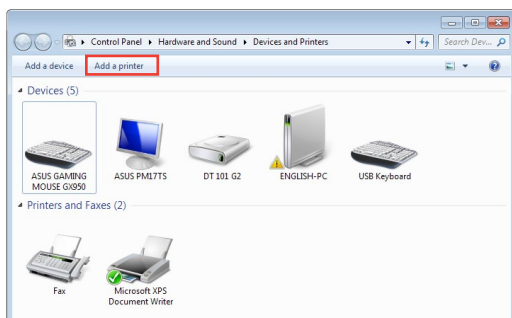 Control Panel ▸ Hardware and Sound ▸ Devices and Printers
Search Dev...
Add a device
Add a printer
Devices (5)
ASUS GAMING MOUSE GX950
ASUS PM17TS
DT 101 G2
ENGLISH-PC
USB Keyboard
Printers and Faxes (2)
Fax
Microsoft XPS Document Writer